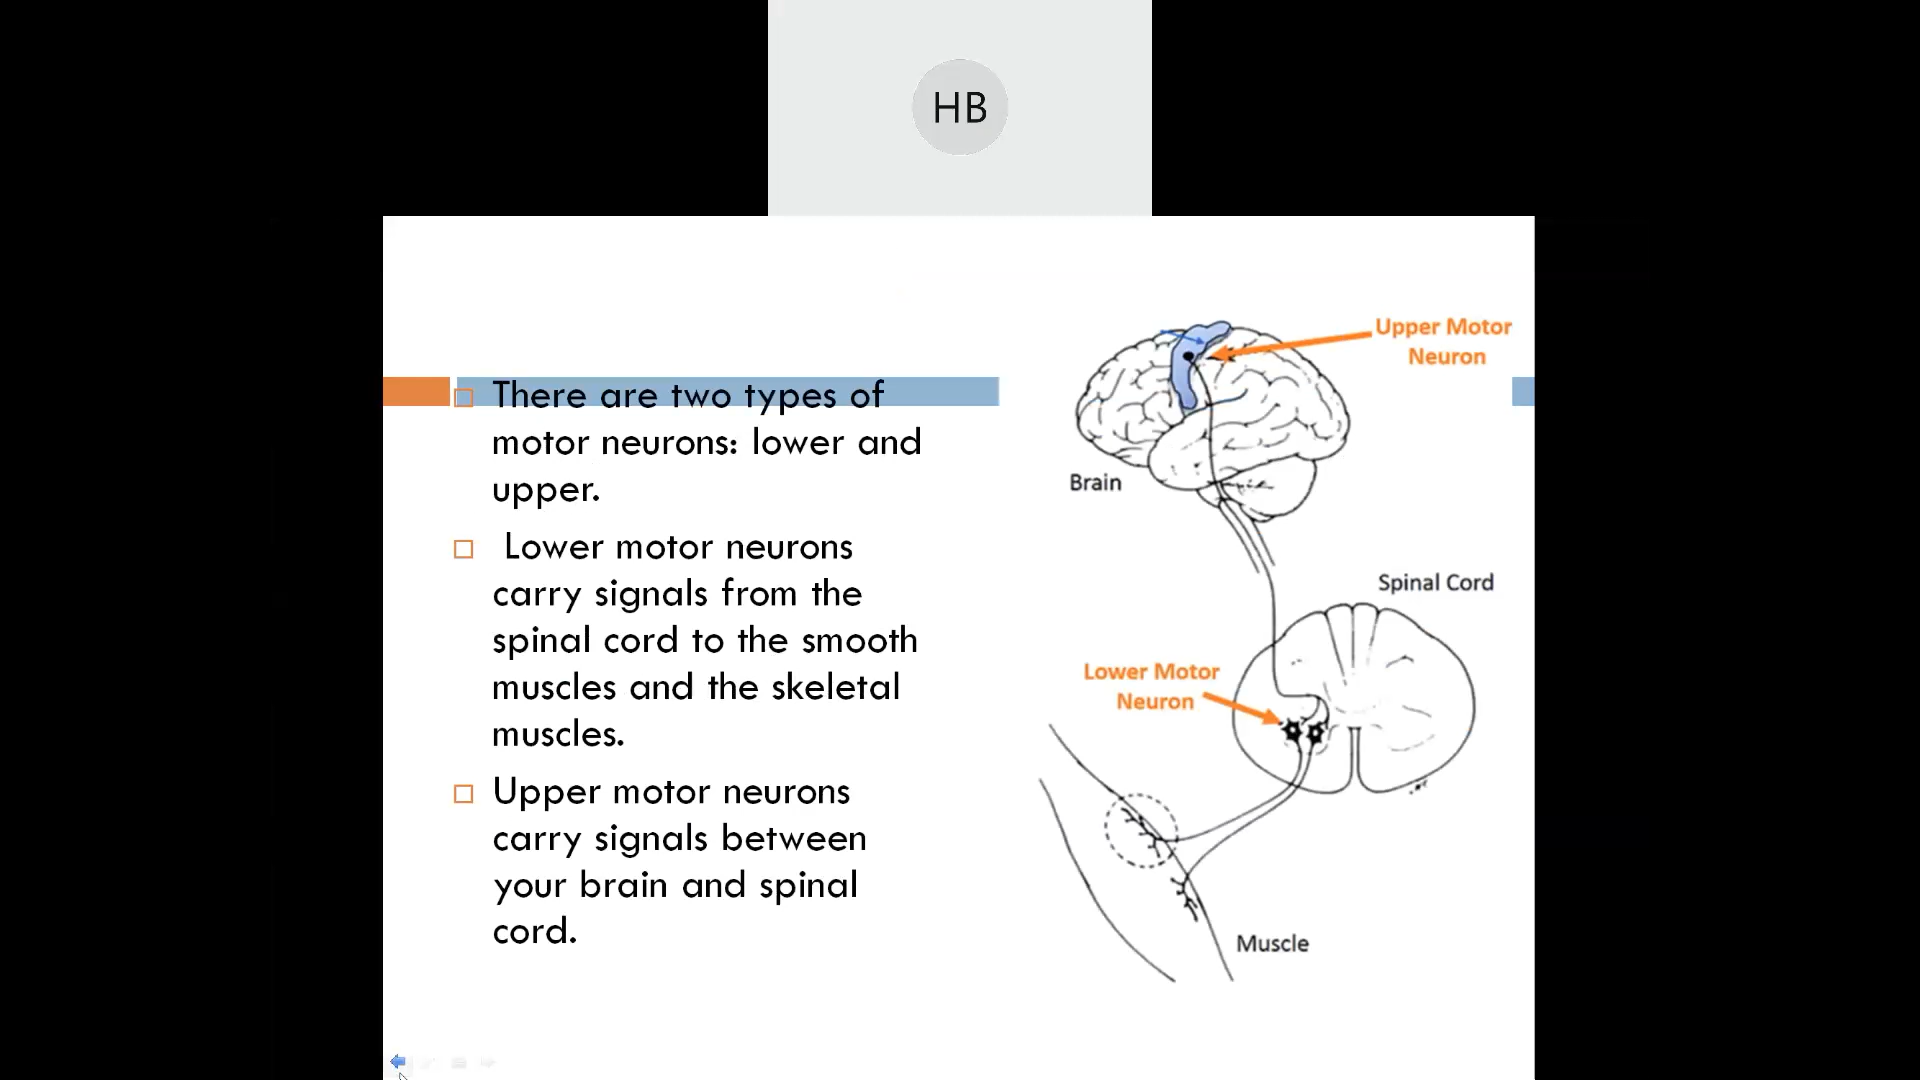 HB
There are two types of
motor neurons: lower and
upper.
Lower motor neurons
carry signals from the
spinal cord to the smooth
muscles and the skeletal
muscles.
Upper motor neurons
carry signals between
your brain and spinal
cord.
Upper Motor
Neuron
Brain
Spinal Cord
Lower Motor
Neuron
Muscle